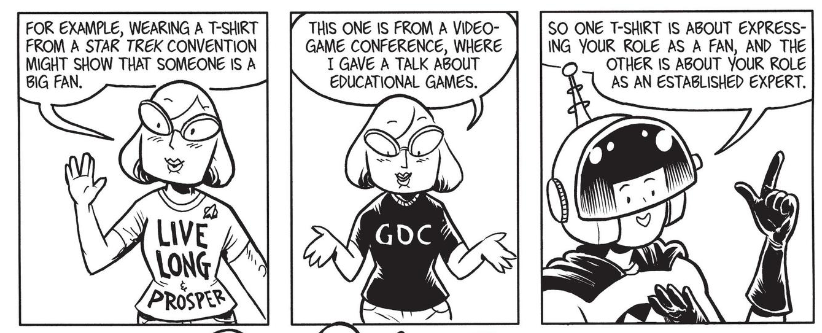 FOR EXAMPLE, WEARING A T-SHIRT
FROM A STAR TREK CONVENTION
MIGHT SHOW THAT SOMEONE IS A
BIG FAN.
LIVE
LONG
&
PROSPER
THIS ONE IS FROM A VIDEO-
GAME CONFERENCE, WHERE
I GAVE A TALK ABOUT
EDUCATIONAL GAMES.
GDC
SO ONE T-SHIRT IS ABOUT EXPRESS-
ING YOUR ROLE AS A FAN, AND THE
OTHER IS ABOUT YOUR ROLE
AS AN ESTABLISHED EXPERT.